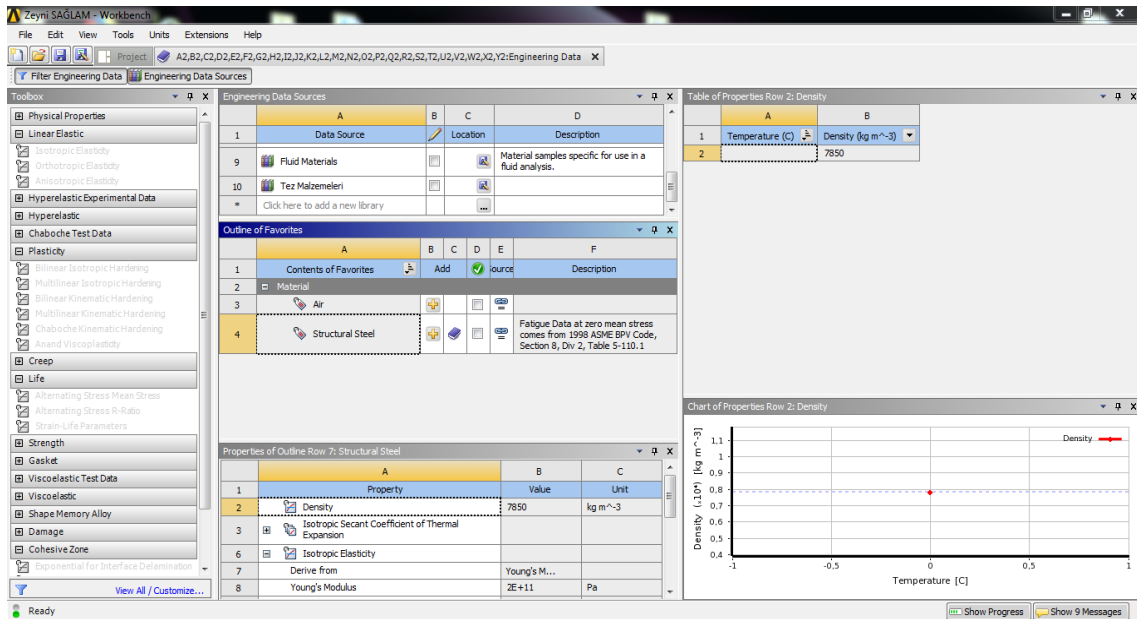 Zeyni SAĞLAM - Workbench
File Edit View Tools Units Extensions Help
Project A2,B2,C2,D2,E2,F2,G2,H2,I2,J2,K2,L2,M2,N2,O2,P2,Q2,R2,S2,T2,U2,V2,W2,X2,Y2:Engineering Data X
Filter Engineering Data Engineering Data Sources
Toolbox
Physical Properties
Linear Elastic
Isotropic Elasticity
Orthotropic Elasticity
Anisotropic Elasticity
Hyperelastic Experimental Data
Hyperelastic
Chaboche Test Data
Plasticity
Bilinear Isotropic Hardening
Multilinear Isotropic Hardening
Bilinear Kinematic Hardening
Multilinear Kinematic Hardening
Chaboche Kinematic Hardening
Anand Viscoplasticity
Creep
Life
Alternating Stress Mean Stress
Alternating Stress R-Ratio
Strain-Life Parameters
Strength
Gasket
Viscoelastic Test Data
Viscoelastic
Shape Memory Alloy
Damage
Cohesive Zone
Exponential for Interface Delamination
View All / Customize...
Engineering Data Sources
A B C D
1 Data Source Location Description
9 Fluid Materials Material samples specific for use in a
fluid analysis.
10 Tez Malzemeleri
* Click here to add a new library ...
Outline of Favorites
A B C D E F
1 Contents of Favorites Add ource Description
2 Material
3 Air
4 Structural Steel Fatigue Data at zero mean stress
comes from 1998 ASME BPV Code,
Section 8, Div 2, Table 5-110.1
Properties of Outline Row 7: Structural Steel
A B C
1 Property Value Unit
2 Density 7850 kg m^-3
3 Isotropic Secant Coefficient of Thermal
Expansion
6 Isotropic Elasticity
7 Derive from Young's M...
8 Young's Modulus 2E+11 Pa
Table of Properties Row 2: Density
A B
1 Temperature (C) Density (kg m^-3)
2 7850
Chart of Properties Row 2: Density
Density (.10⁴) [kg m^-3]
1,1
1
0,9
0,8
0,7
0,6
0,5
0,4
Density
-1 -0,5 0 0,5 1
Temperature [C]
Ready
Show Progress Show 9 Messages